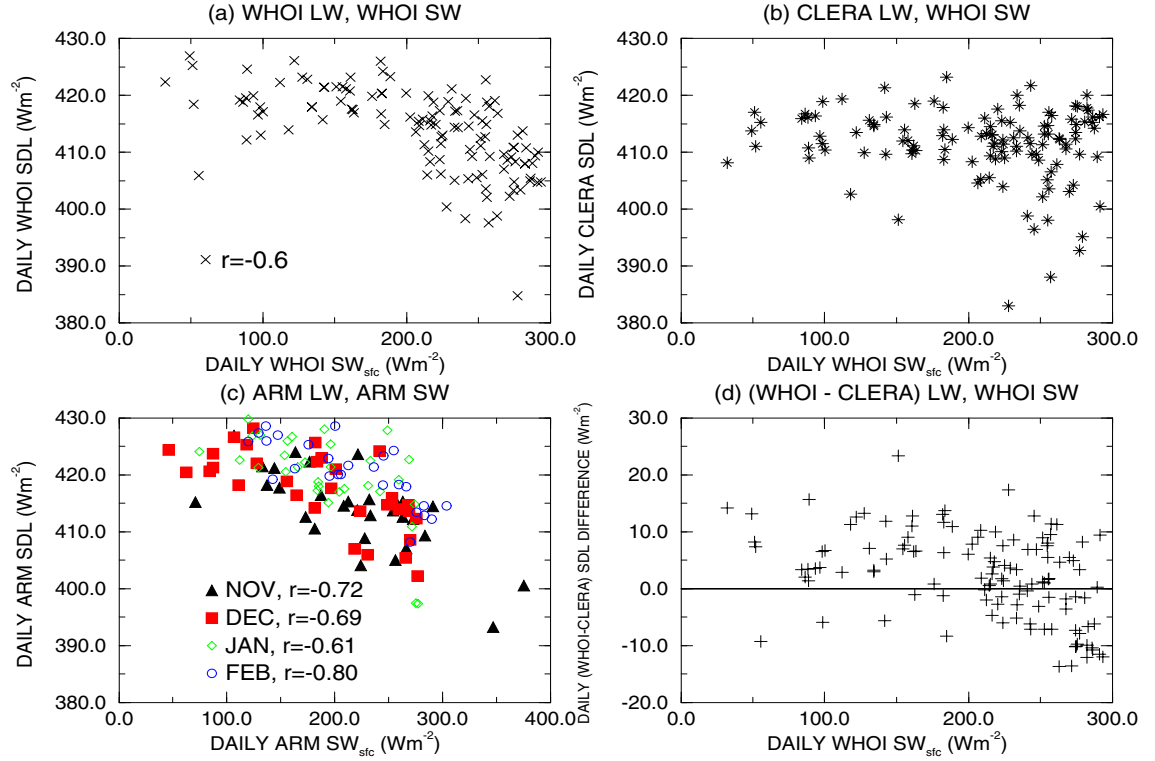 (a) WHOI LW, WHOI SW
430.0
420.0
410.0
400.0
390.0
380.0
DAILY WHOI SDL (Wm-2)
r=-0.6
0.0 100.0 200.0 300.0
DAILY WHOI SWsfc (Wm-2)
(b) CLERA LW, WHOI SW
430.0
420.0
410.0
400.0
390.0
380.0
DAILY CLERA SDL (Wm-2)
0.0 100.0 200.0 300.0
DAILY WHOI SWsfc (Wm-2)
(c) ARM LW, ARM SW
430.0
420.0
410.0
400.0
390.0
380.0
DAILY ARM SDL (Wm-2)
NOV, r=-0.72
DEC, r=-0.69
JAN, r=-0.61
FEB, r=-0.80
0.0 100.0 200.0 300.0 400.0
DAILY ARM SWsfc (Wm-2)
(d) (WHOI - CLERA) LW, WHOI SW
30.0
20.0
10.0
0.0
-10.0
-20.0
DAILY (WHOI-CLERA) SDL DIFFERENCE (Wm-2)
0.0 100.0 200.0 300.0
DAILY WHOI SWsfc (Wm-2)